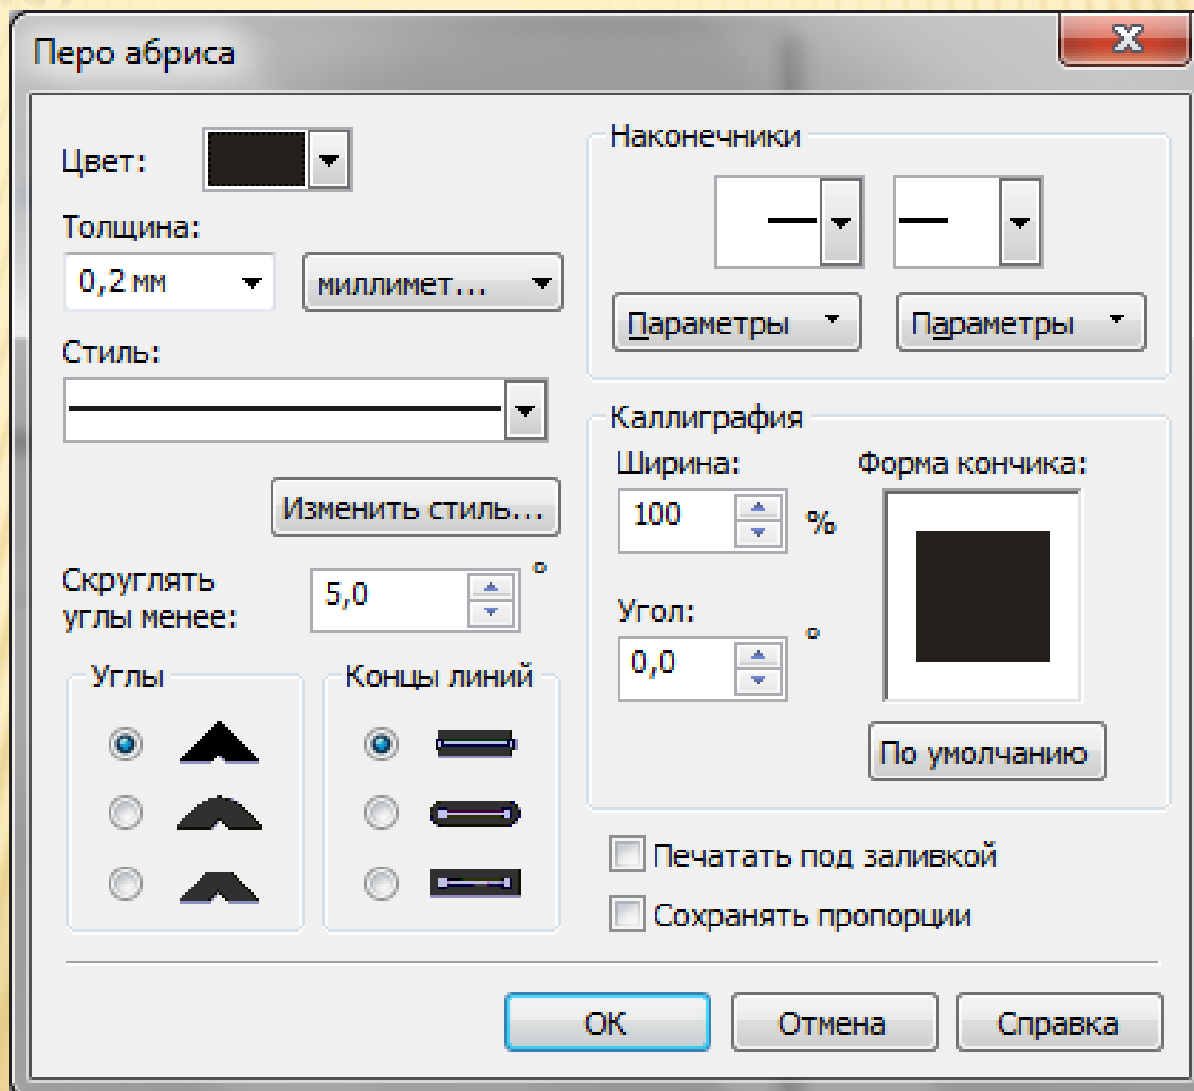 Перо абриса
Цвет:
Толщина:
0,2 мм
миллимет...
Стиль:
Изменить стиль...
Скруглять
углы менее:
5,0
°
Углы
Концы линий
Наконечники
Параметры
Параметры
Каллиграфия
Ширина:
100
%
Форма кончика:
Угол:
0,0
°
По умолчанию
Печатать под заливкой
Сохранять пропорции
ОК
Отмена
Справка